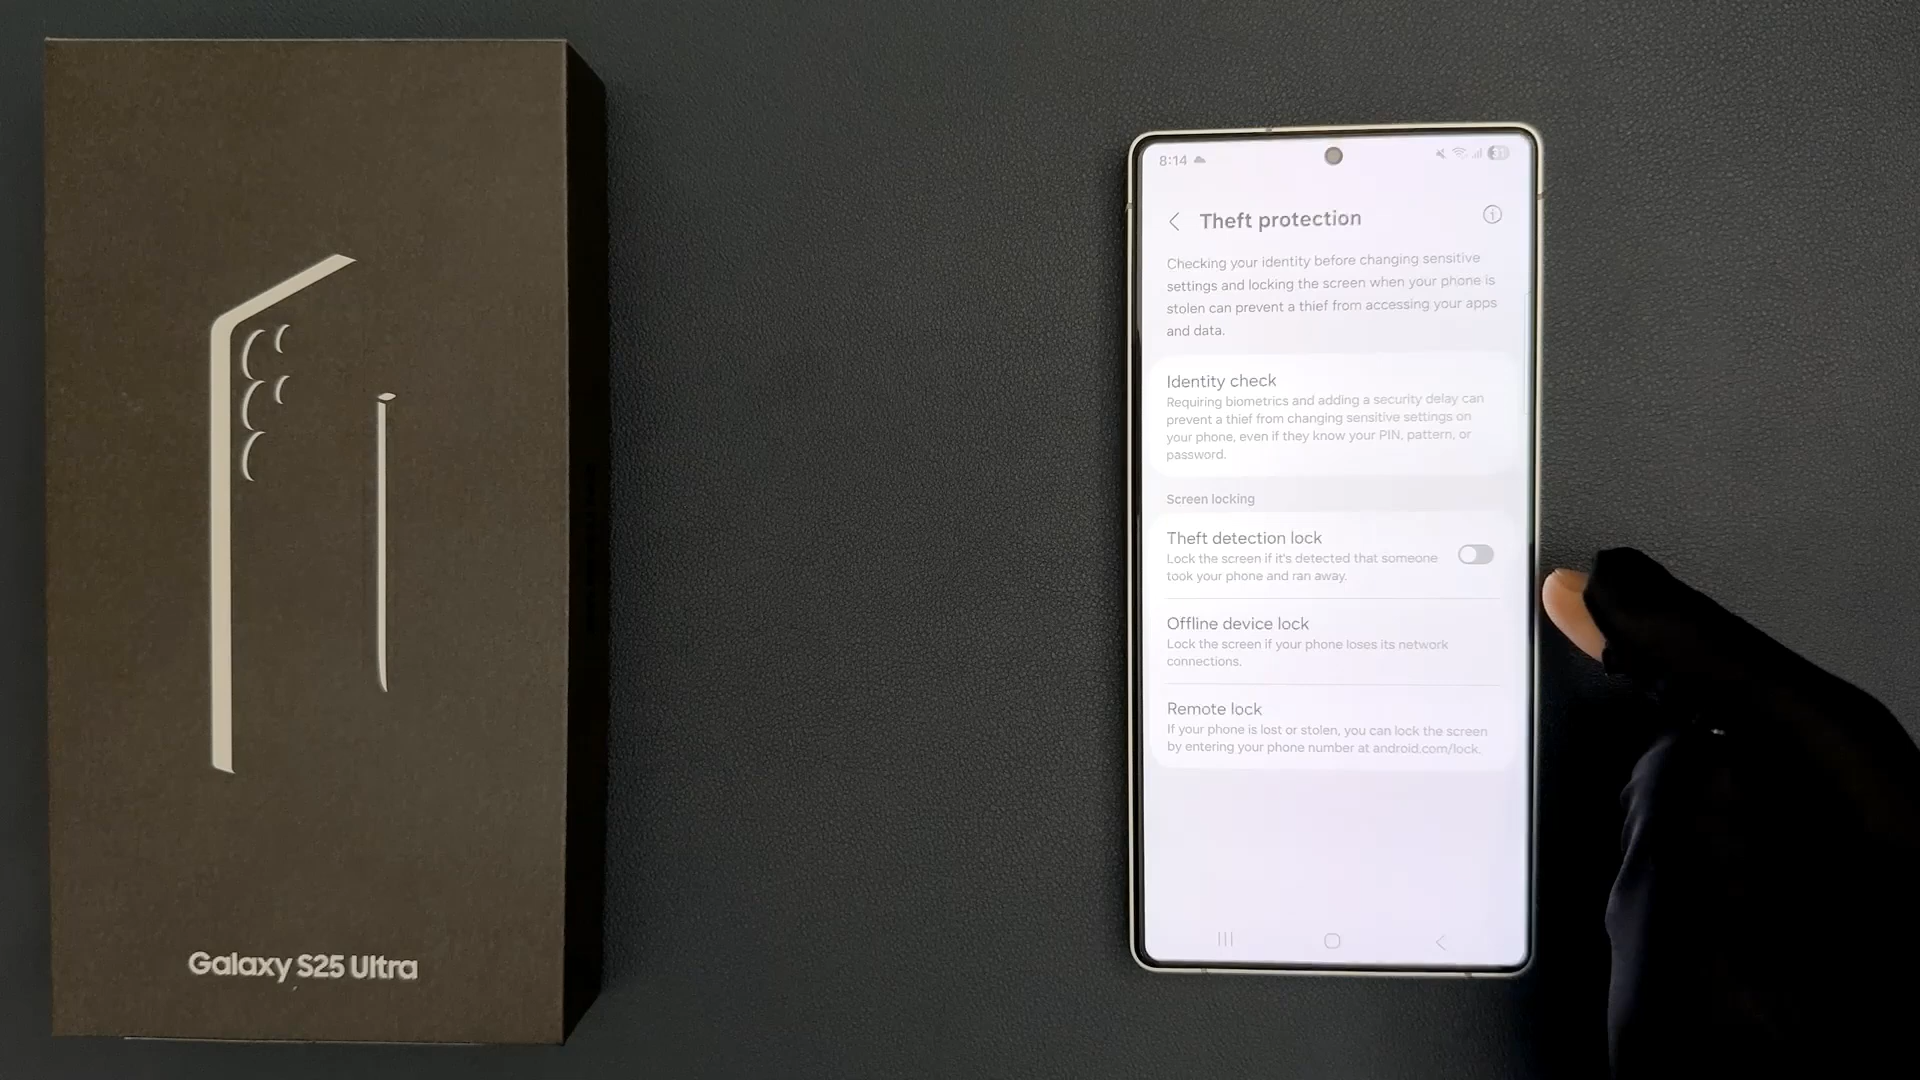 Galaxy S25 Ultra
8:14
31
Theft protection
Checking your identity before changing sensitive
settings and locking the screen when your phone is
stolen can prevent a thief from accessing your apps
and data.
Identity check
Requiring biometrics and adding a security delay can
prevent a thief from changing sensitive settings on
your phone, even if they know your PIN, pattern, or
password.
Screen locking
Theft detection lock
Lock the screen if it's detected that someone
took your phone and ran away.
Offline device lock
Lock the screen if your phone loses its network
connections.
Remote lock
If your phone is lost or stolen, you can lock the screen
by entering your phone number at android.com/lock.